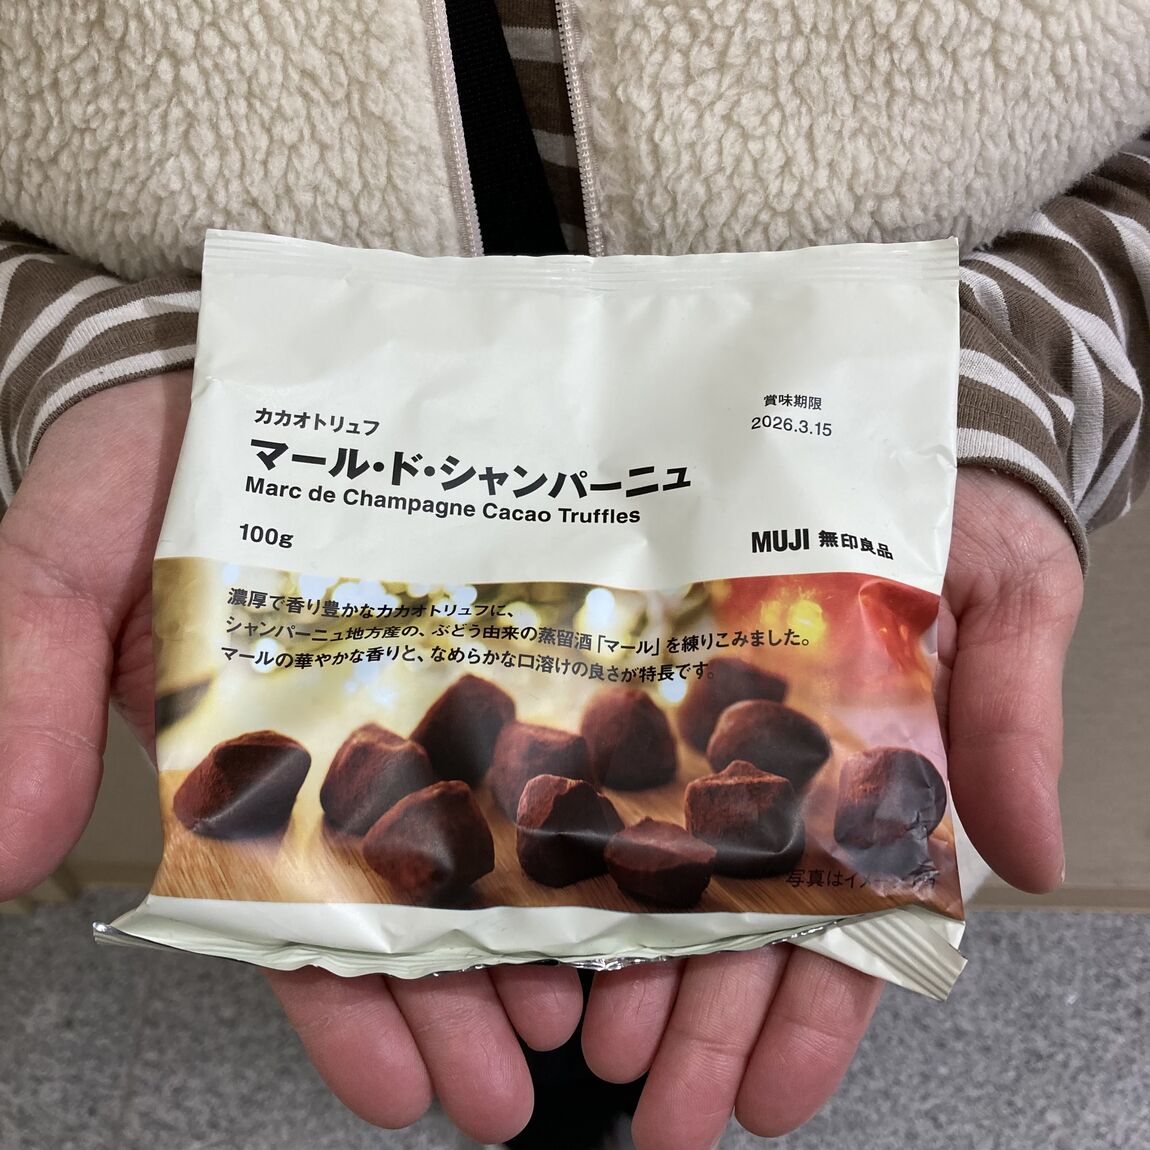 カカオトリュフ
マール・ド・シャンパーニュ
Marc de Champagne Cacao Truffles
100g
賞味期限
2026.3.15
MUJI 無印良品
濃厚で香り豊かなカカオトリュフに、
シャンパーニュ地方産の、ぶどう由来の蒸留酒「マール」を練りこみました。
マールの華やかな香りと、なめらかな口溶けの良さが特長です。
写真は